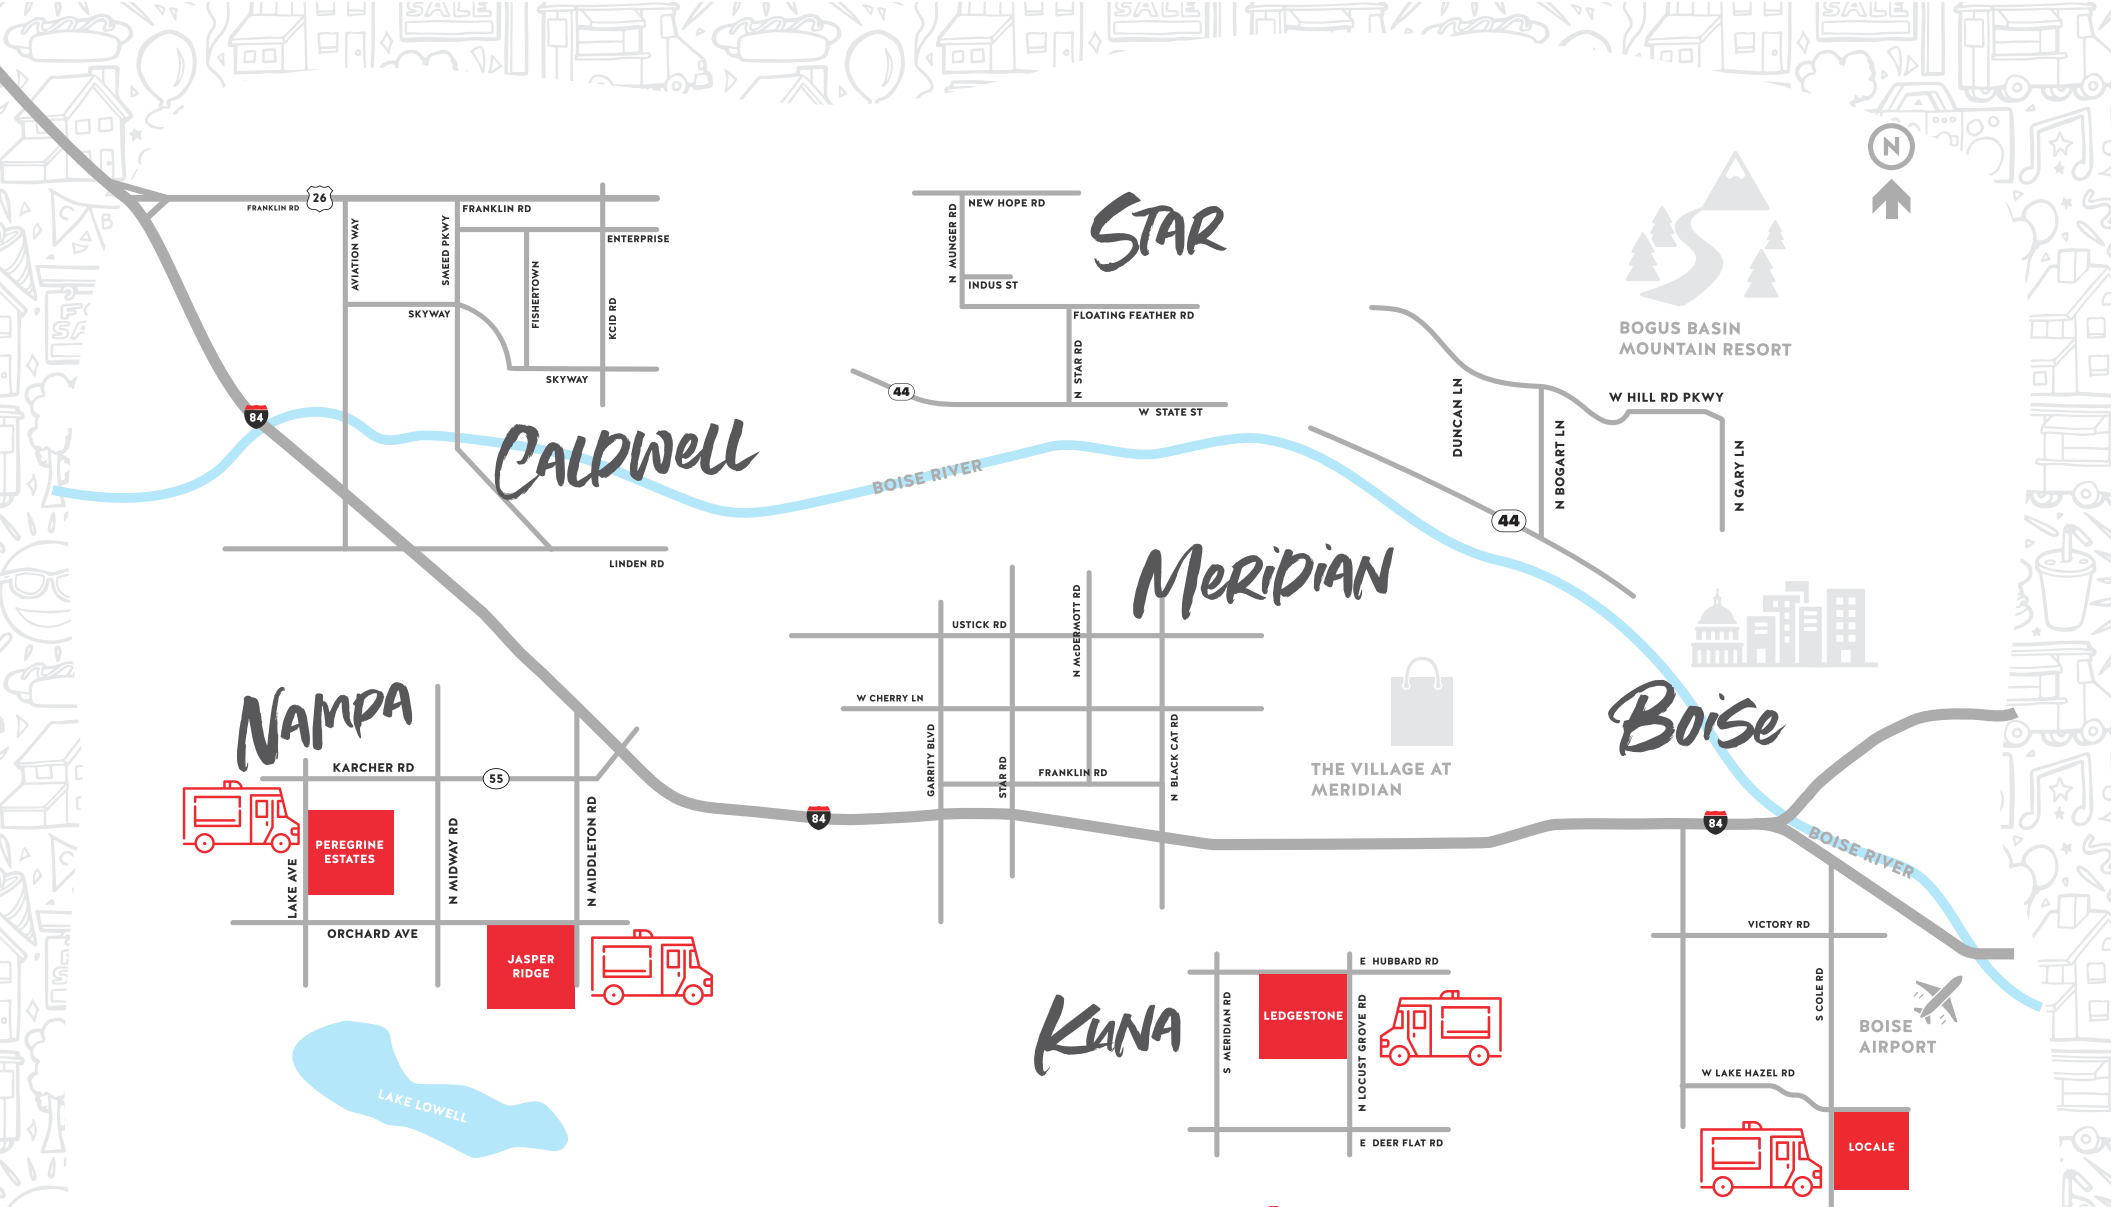 SALE
SALE
N
26
FRANKLIN RD
FRANKLIN RD
ENTERPRISE
AVIATION WAY
SMEED PKWY
FISHERTOWN
KCID RD
SKYWAY
SKYWAY
84
CALDWELL
LINDEN RD
NEW HOPE RD
STAR
N MUNGER RD
INDUS ST
FLOATING FEATHER RD
N STAR RD
44
W STATE ST
BOISE RIVER
BOGUS BASIN
MOUNTAIN RESORT
DUNCAN LN
W HILL RD PKWY
N BOGART LN
N GARY LN
44
MERIDIAN
USTICK RD
N McDERMOTT RD
W CHERRY LN
GARRITY BLVD
STAR RD
FRANKLIN RD
N BLACK CAT RD
THE VILLAGE AT
MERIDIAN
84
NAMPA
KARCHER RD
55
PEREGRINE
ESTATES
LAKE AVE
N MIDWAY RD
N MIDDLETON RD
ORCHARD AVE
JASPER
RIDGE
LAKE LOWELL
BOISE
84
BOISE RIVER
VICTORY RD
S COLE RD
BOISE
AIRPORT
W LAKE HAZEL RD
LOCALE
KUNA
E HUBBARD RD
S MERIDIAN RD
LEDGESTONE
N LOCUST GROVE RD
E DEER FLAT RD